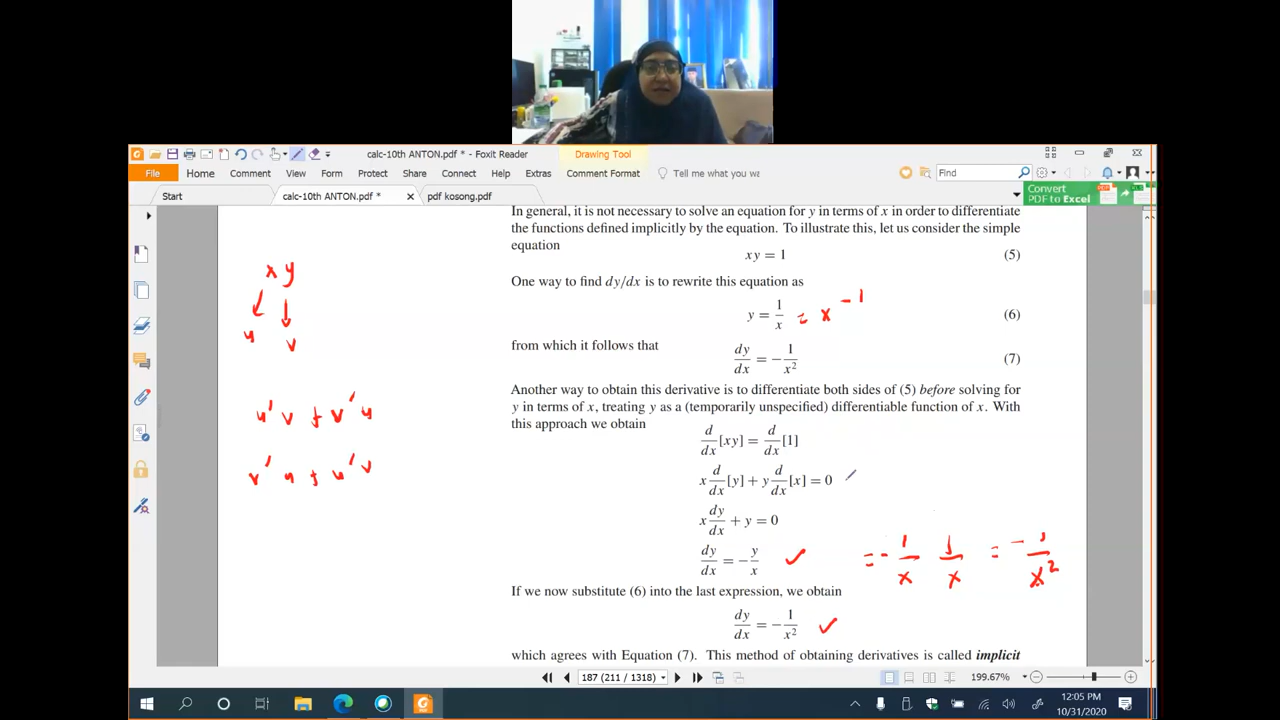 calc-10th ANTON.pdf * - Foxit Reader
Drawing Tool
File Home Comment View Form Protect Share Connect Help Extras Comment Format Tell me what you wa Find
Start calc-10th ANTON.pdf * pdf kosong.pdf
Convert
PDF to Excel
In general, it is not necessary to solve an equation for y in terms of x in order to differentiate
the functions defined implicitly by the equation. To illustrate this, let us consider the simple
equation
xy = 1 (5)
One way to find dy/dx is to rewrite this equation as
y = 1/x = x^-1 (6)
from which it follows that
dy/dx = -1/x² (7)
Another way to obtain this derivative is to differentiate both sides of (5) before solving for
y in terms of x, treating y as a (temporarily unspecified) differentiable function of x. With
this approach we obtain
d/dx[xy] = d/dx[1]
x d/dx[y] + y d/dx[x] = 0
x dy/dx + y = 0
dy/dx = -y/x ✓ = -1/x 1/x = -1/x²
If we now substitute (6) into the last expression, we obtain
dy/dx = -1/x² ✓
which agrees with Equation (7). This method of obtaining derivatives is called implicit
x y
u v
u'v + v'u
v'u + u'v
187 (211 / 1318)
199.67%
12:05 PM
10/31/2020